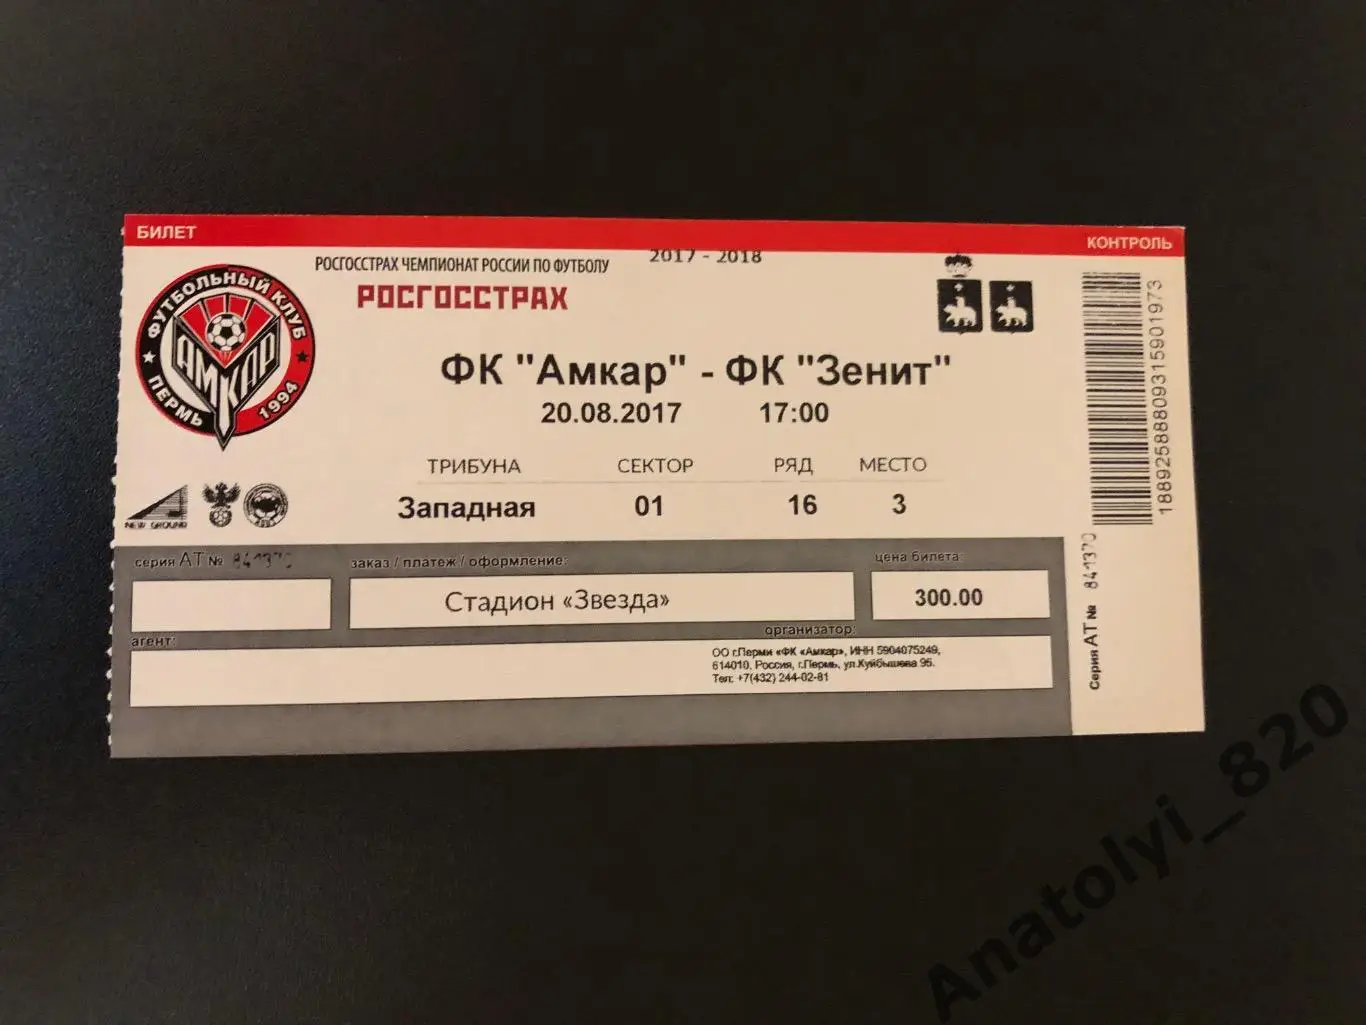 БИЛЕТ
КОНТРОЛЬ
РОСГОССТРАХ ЧЕМПИОНАТ РОССИИ ПО ФУТБОЛУ
2017 - 2018
РОСГОССТРАХ
ФУТБОЛЬНЫЙ КЛУБ
АМКАР
ПЕРМЬ
1994
ФК "Амкар" - ФК "Зенит"
20.08.2017 17:00
ТРИБУНА СЕКТОР РЯД МЕСТО
Западная 01 16 3
NEW GROUND
серия АТ № 841370
заказ / платеж / оформление:
цена билета:
Стадион «Звезда»
300.00
агент:
организатор:
ОО г.Перми «ФК «Амкар», ИНН 5904075249,
614010, Россия, г.Пермь, ул.Куйбышева 95.
Тел: +7(432) 244-02-81
18892588809315901973
Серия АТ № 841370
Anatolyi_820